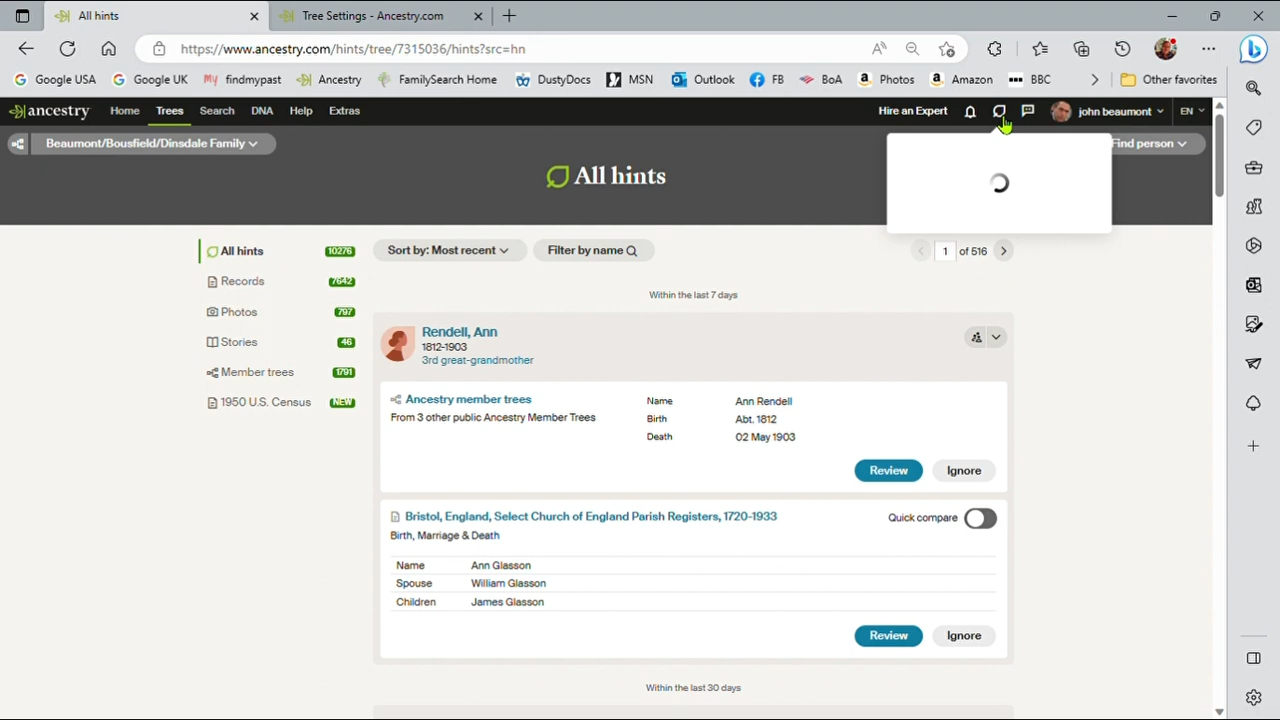 All hints
Tree Settings - Ancestry.com
https://www.ancestry.com/hints/tree/7315036/hints?src=hn
Google USA
Google UK
findmypast
Ancestry
FamilySearch Home
DustyDocs
MSN
Outlook
FB
BoA
Photos
Amazon
BBC
Other favorites
ancestry
Home
Trees
Search
DNA
Help
Extras
Hire an Expert
john beaumont
EN
Beaumont/Bousfield/Dinsdale Family
Find person
All hints
All hints 10276
Records 7642
Photos 797
Stories 46
Member trees 1791
1950 U.S. Census NEW
Sort by: Most recent
Filter by name
1 of 516
Within the last 7 days
Rendell, Ann
1812-1903
3rd great-grandmother
Ancestry member trees
From 3 other public Ancestry Member Trees
Name Ann Rendell
Birth Abt. 1812
Death 02 May 1903
Review Ignore
Bristol, England, Select Church of England Parish Registers, 1720-1933
Quick compare
Birth, Marriage & Death
Name Ann Glasson
Spouse William Glasson
Children James Glasson
Review Ignore
Within the last 30 days